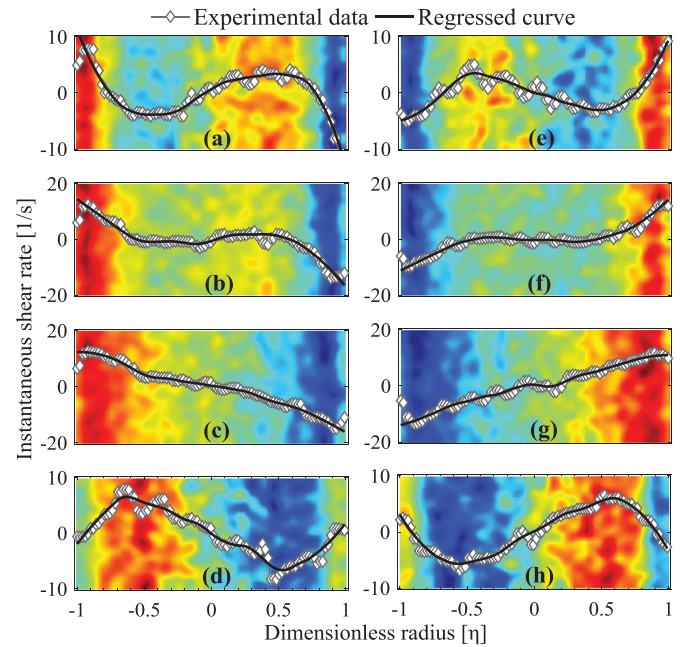 Experimental data Regressed curve
10
0
-10
(a)
(e)
20
0
-20
(b)
(f)
20
0
-20
(c)
(g)
10
0
-10
(d)
(h)
10
0
-10
20
0
-20
20
0
-20
10
0
-10
-1 -0.5 0 0.5 1
-1 -0.5 0 0.5 1
Instantaneous shear rate [1/s]
Dimensionless radius [η]